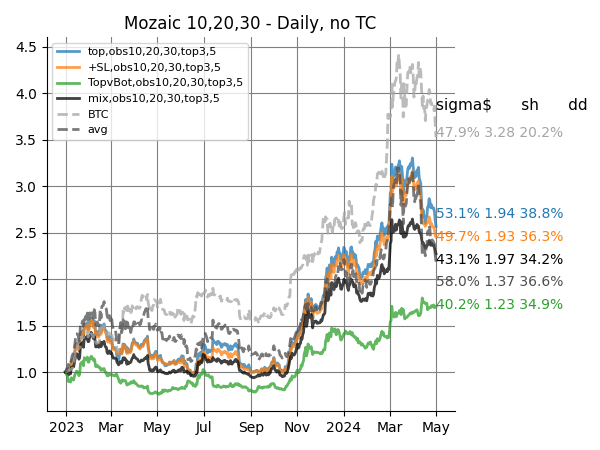 Mozaic 10,20,30 - Daily, no TC
top,obs10,20,30,top3,5
+SL,obs10,20,30,top3,5
TopvBot,obs10,20,30,top3,5
mix,obs10,20,30,top3,5
BTC
avg
sigma$ sh dd
47.9% 3.28 20.2%
53.1% 1.94 38.8%
49.7% 1.93 36.3%
43.1% 1.97 34.2%
58.0% 1.37 36.6%
40.2% 1.23 34.9%
4.5
4.0
3.5
3.0
2.5
2.0
1.5
1.0
2023 Mar May Jul Sep Nov 2024 Mar May